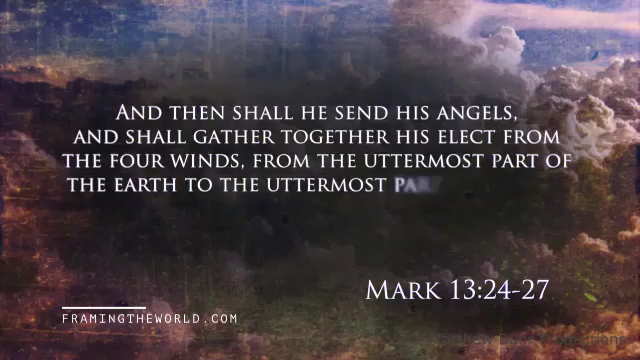 And then shall he send his angels,
and shall gather together his elect from
the four winds, from the uttermost part of
the earth to the uttermost
Mark 13:24-27
FRAMINGTHEWORLD.COM